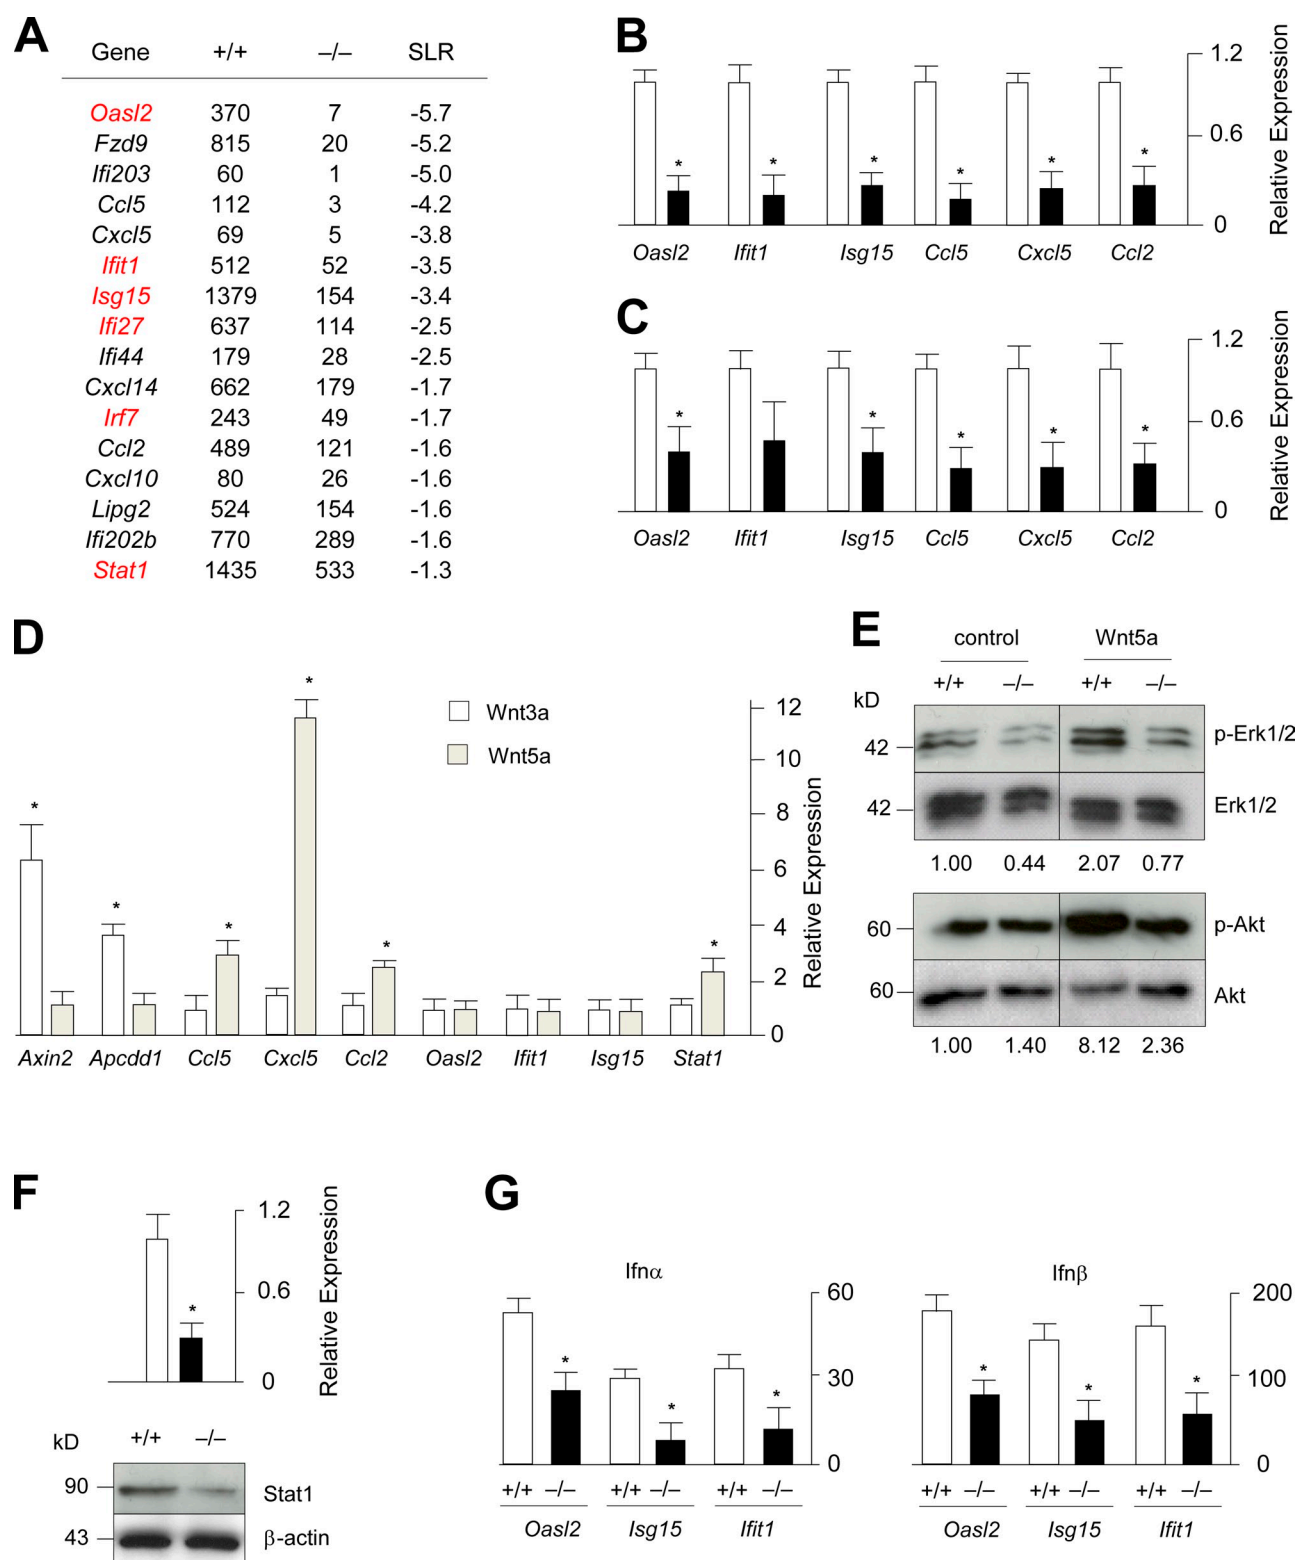 A
Gene +/+ –/– SLR
Oasl2 370 7 -5.7
Fzd9 815 20 -5.2
Ifi203 60 1 -5.0
Ccl5 112 3 -4.2
Cxcl5 69 5 -3.8
Ifit1 512 52 -3.5
Isg15 1379 154 -3.4
Ifi27 637 114 -2.5
Ifi44 179 28 -2.5
Cxcl14 662 179 -1.7
Irf7 243 49 -1.7
Ccl2 489 121 -1.6
Cxcl10 80 26 -1.6
Lipg2 524 154 -1.6
Ifi202b 770 289 -1.6
Stat1 1435 533 -1.3
B
1.2
0.6
0
Relative Expression
* * * * * *
Oasl2 Ifit1 Isg15 Ccl5 Cxcl5 Ccl2
C
1.2
0.6
0
Relative Expression
* * * * *
Oasl2 Ifit1 Isg15 Ccl5 Cxcl5 Ccl2
D
Wnt3a
Wnt5a
12
10
8
6
4
2
0
Relative Expression
* * * * * *
Axin2 Apcdd1 Ccl5 Cxcl5 Ccl2 Oasl2 Ifit1 Isg15 Stat1
E
control Wnt5a
kD +/+ –/– +/+ –/–
42 p-Erk1/2
42 Erk1/2
1.00 0.44 2.07 0.77
60 p-Akt
60 Akt
1.00 1.40 8.12 2.36
F
1.2
0.6
0
Relative Expression
*
kD +/+ –/–
90 Stat1
43 β-actin
G
Ifnα
60
30
0
* * *
+/+ –/– +/+ –/– +/+ –/–
Oasl2 Isg15 Ifit1
Ifnβ
200
100
0
* * *
+/+ –/– +/+ –/– +/+ –/–
Oasl2 Isg15 Ifit1